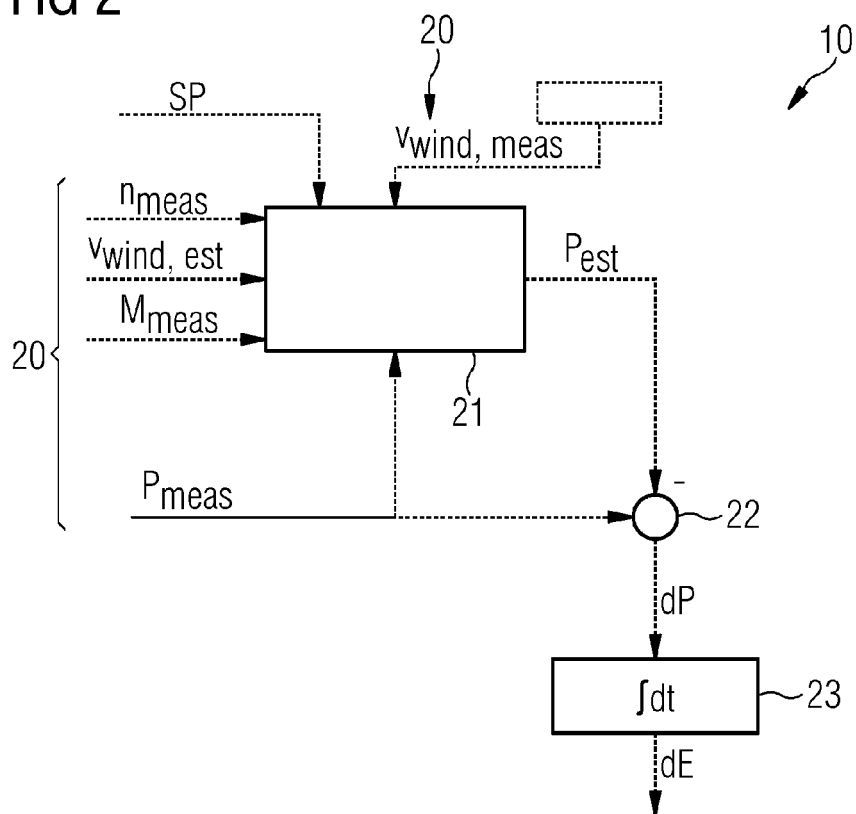 FIG 2
20
10
SP
vwind, meas
nmeas
vwind, est
Pest
Mmeas
20
21
Pmeas
-
22
dP
∫dt
23
dE